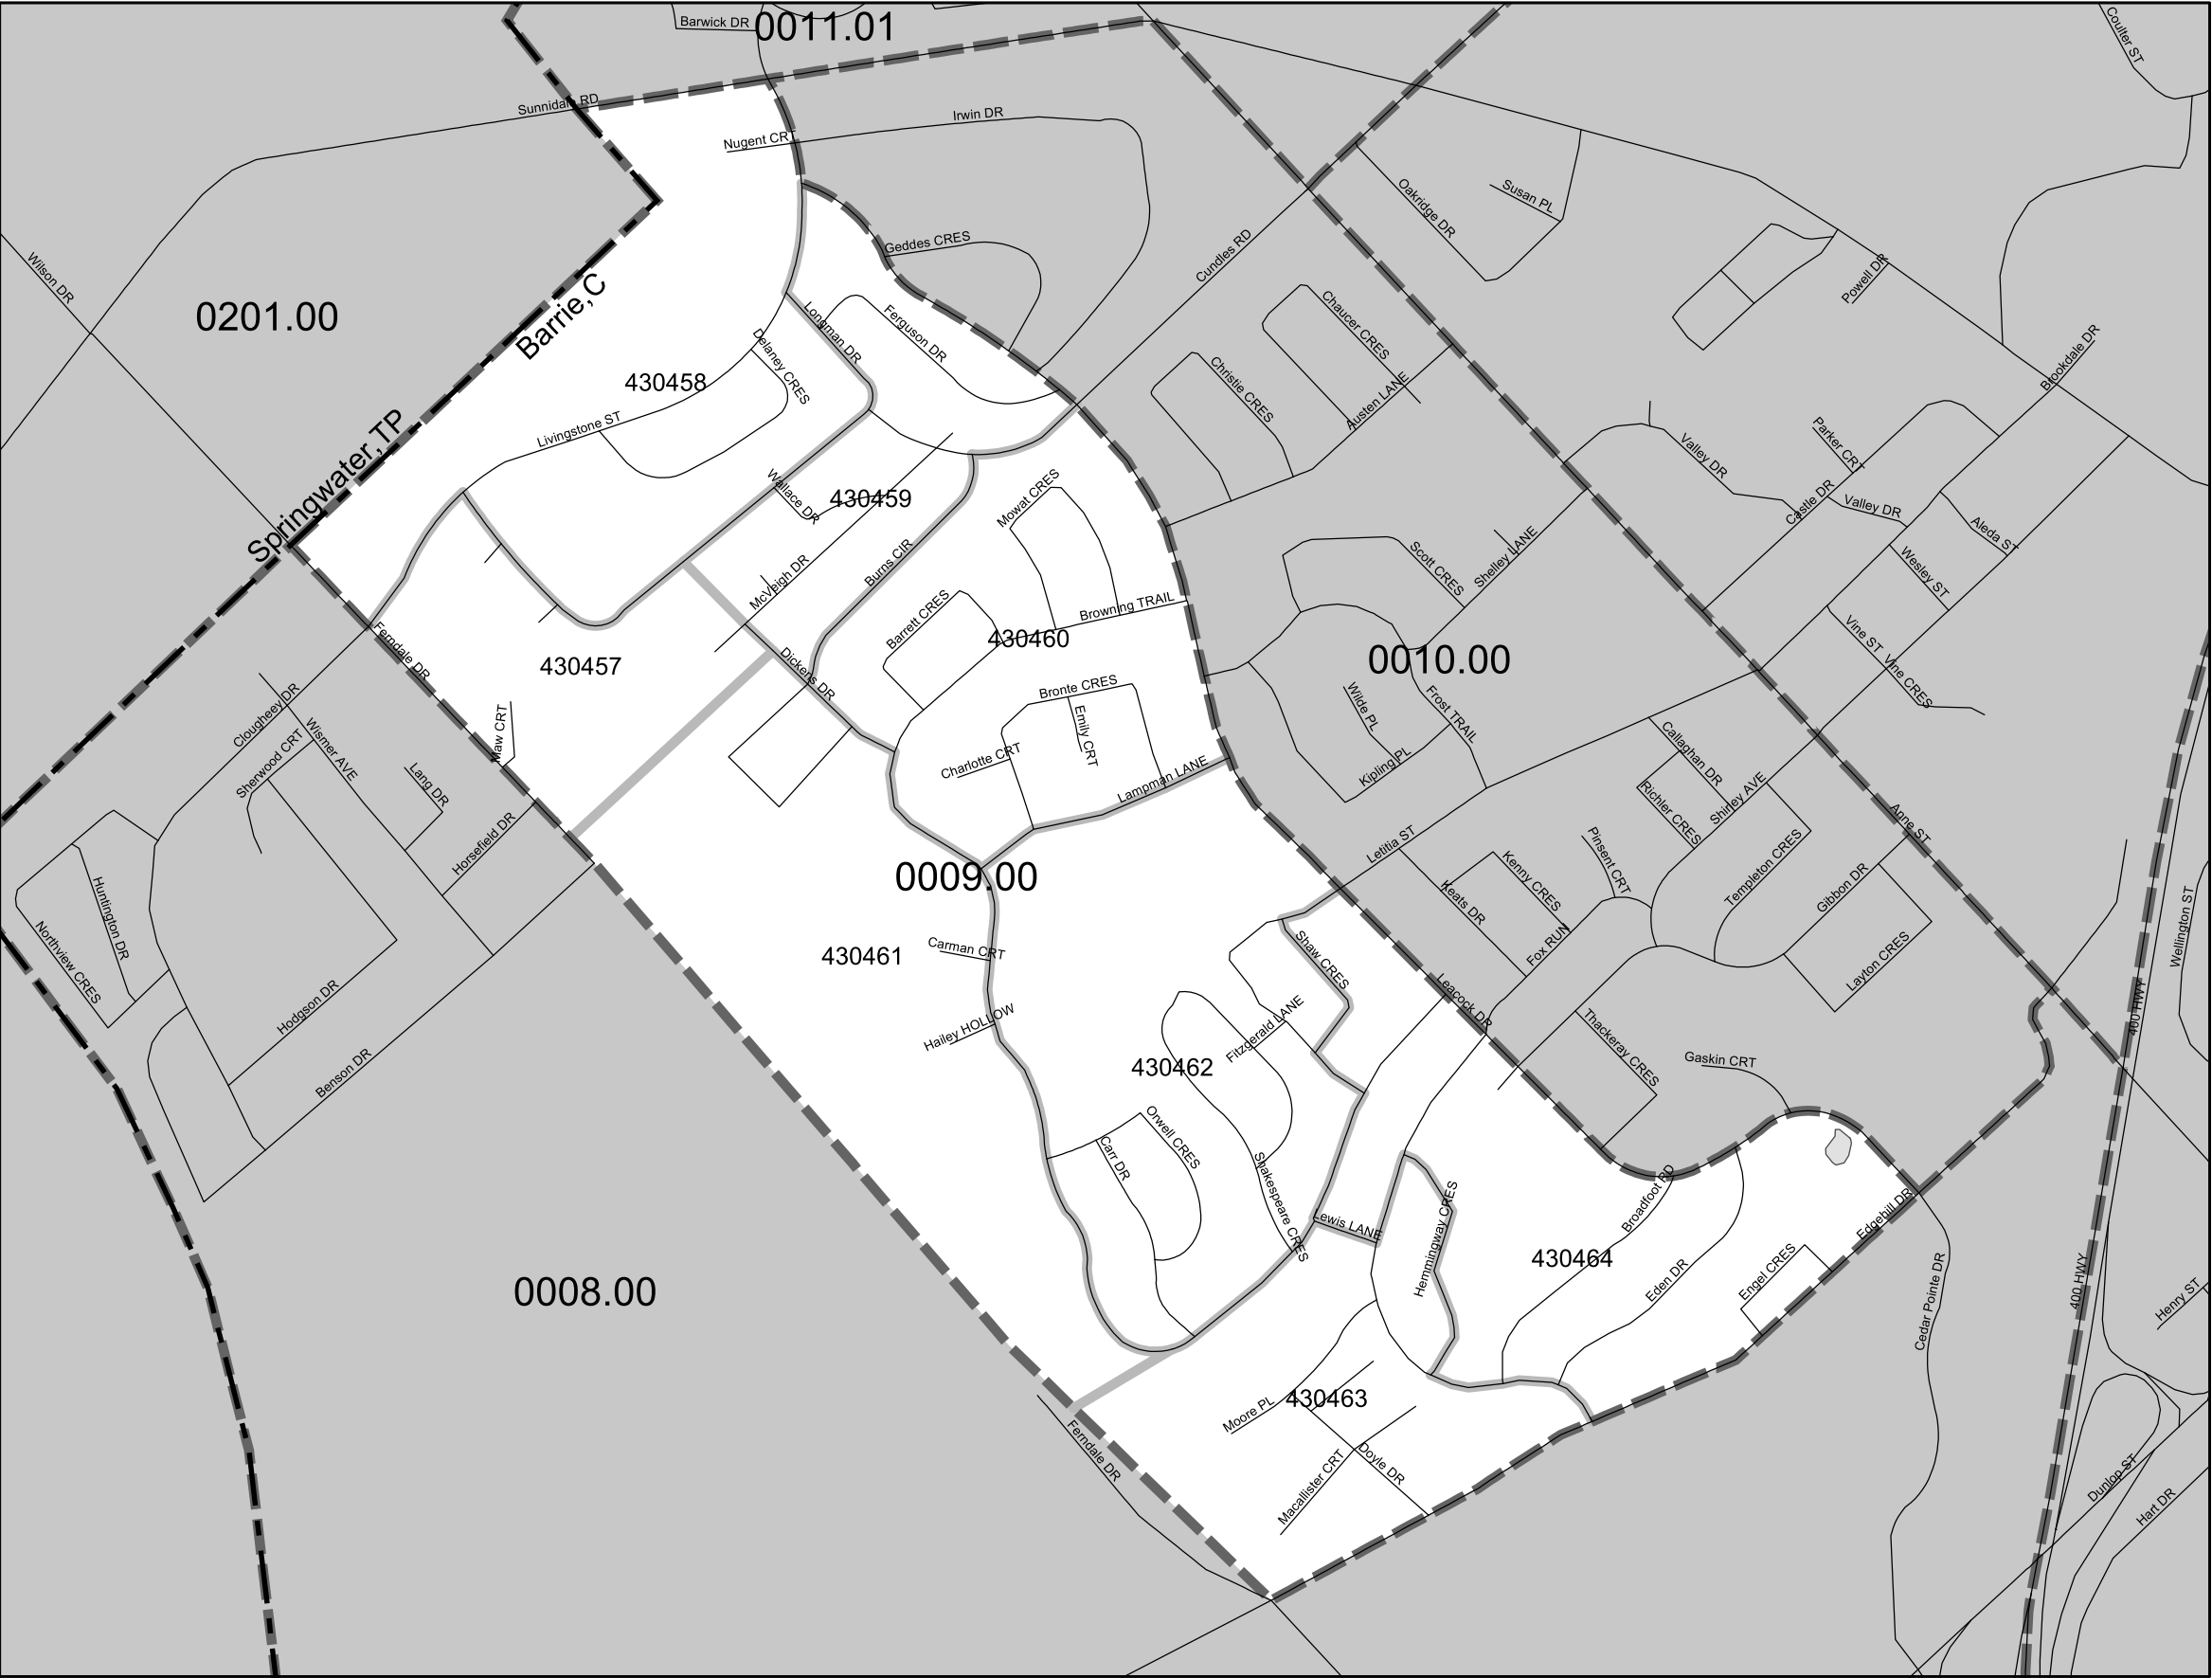 Barwick DR
0011.01
Coulter ST
Sunnidale RD
Irwin DR
Nugent CRT
Oakridge DR
Susan PL
Geddes CRES
Cundles RD
Wilson DR
Powell DR
0201.00
Barrie,C
Longman DR
Ferguson DR
Chaucer CRES
Delaney CRES
Christie CRES
Brookdale DR
430458
Austen LANE
Livingstone ST
Springwater,TP
Valley DR
Parker CRT
Wallace DR
430459
Mowat CRES
Castle DR
Valley DR
Aleda ST
Burns CIR
Scott CRES
Shelley LANE
Wesley ST
McVeigh DR
Barrett CRES
Browning TRAIL
430460
Vine ST
Vine CRES
Ferndale DR
430457
Dickens DR
0010.00
Bronte CRES
Wilde PL
Frost TRAIL
Clougheey DR
Wismer AVE
Maw CRT
Emily CRT
Charlotte CRT
Callaghan DR
Sherwood CRT
Lang DR
Lampman LANE
Kipling PL
Richler CRES
Shirley AVE
Horsefield DR
Letitia ST
Anne ST
0009.00
Kenny CRES
Pinsent CRT
Templeton CRES
Gibbon DR
Huntington DR
Keats DR
Wellington ST
Northview CRES
430461
Carman CRT
Shaw CRES
Fox RUN
Layton CRES
Hodgson DR
Leacock DR
400 HWY
Hailey HOLLOW
Fitzgerald LANE
Thackeray CRES
Gaskin CRT
Benson DR
430462
Orwell CRES
Carr DR
Shakespeare CRES
Lewis LANE
Hemmingway CRES
Broadfoot RD
Edgehill DR
430464
Eden DR
Engel CRES
0008.00
Cedar Pointe DR
400 HWY
Henry ST
430463
Moore PL
Ferndale DR
Doyle DR
Macallister CRT
Dunlop ST
Hart DR